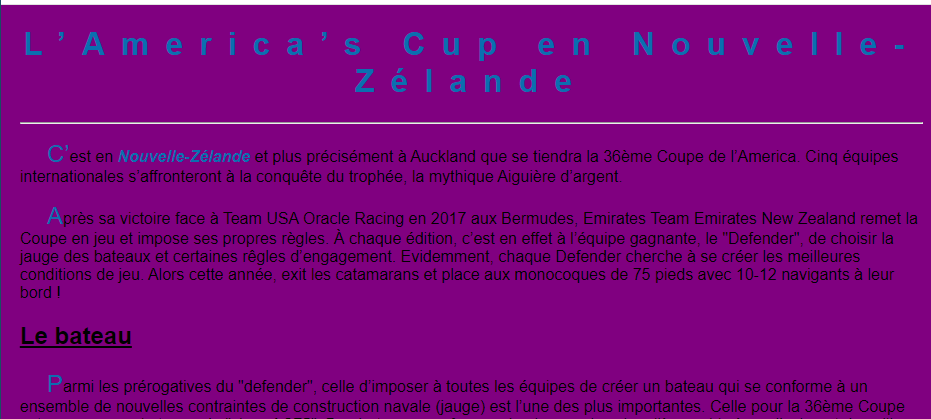 L’America’s Cup en Nouvelle-
Zélande
C’est en Nouvelle-Zélande et plus précisément à Auckland que se tiendra la 36ème Coupe de l’America. Cinq équipes
internationales s’affronteront à la conquête du trophée, la mythique Aiguière d’argent.
Après sa victoire face à Team USA Oracle Racing en 2017 aux Bermudes, Emirates Team Emirates New Zealand remet la
Coupe en jeu et impose ses propres règles. À chaque édition, c’est en effet à l’équipe gagnante, le "Defender", de choisir la
jauge des bateaux et certaines règles d’engagement. Évidemment, chaque Defender cherche à se créer les meilleures
conditions de jeu. Alors cette année, exit les catamarans et place aux monocoques de 75 pieds avec 10-12 navigants à leur
bord !
Le bateau
Parmi les prérogatives du "defender", celle d’imposer à toutes les équipes de créer un bateau qui se conforme à un
ensemble de nouvelles contraintes de construction navale (jauge) est l’une des plus importantes. Celle pour la 36ème Coupe